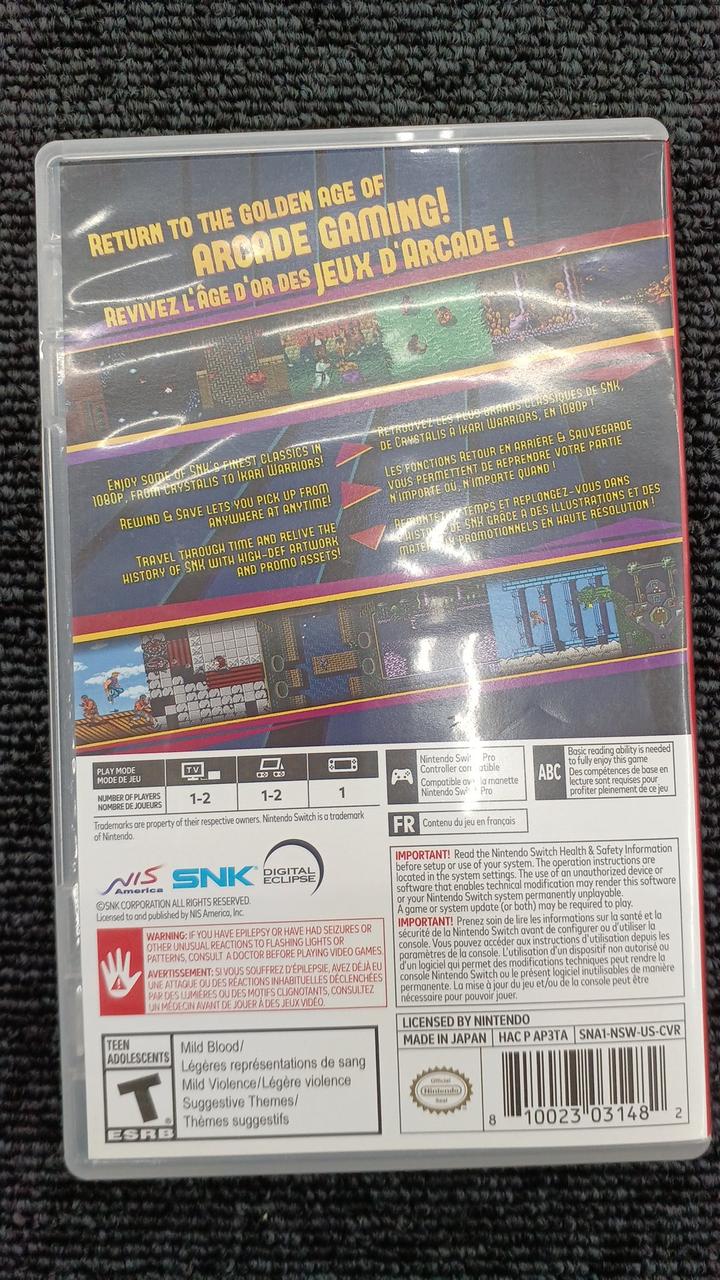 RETURN TO THE GOLDEN AGE OF
ARCADE GAMING!
REVIVEZ L'ÂGE D'OR DES JEUX D'ARCADE !
ENJOY SOME OF SNK'S FINEST CLASSICS IN
1080P, FROM CRYSTALIS TO IKARI WARRIORS!
REWIND & SAVE LETS YOU PICK UP FROM
ANYWHERE AT ANYTIME!
TRAVEL THROUGH TIME AND RELIVE THE
HISTORY OF SNK WITH HIGH-DEF ARTWORK
AND PROMO ASSETS!
RETROUVEZ LES PLUS GRANDS CLASSIQUES DE SNK,
DE CRYSTALIS À IKARI WARRIORS, EN 1080P !
LES FONCTIONS RETOUR EN ARRIÈRE & SAUVEGARDE
VOUS PERMETTENT DE REPRENDRE VOTRE PARTIE
N'IMPORTE OÙ, N'IMPORTE QUAND !
TEMPS ET REPLONGEZ-VOUS DANS
DE SNK GRÂCE À DES ILLUSTRATIONS ET DES
PROMOTIONNELS EN HAUTE RÉSOLUTION !
PLAY MODE
MODE DE JEU
TV
NUMBER OF PLAYERS
NOMBRE DE JOUEURS
1-2
1-2
1
Nintendo Switch Pro
Controller compatible
Compatible avec la manette
Nintendo Switch Pro
ABC
Basic reading ability is needed
to fully enjoy this game
Des compétences de base en
lecture sont requises pour
profiter pleinement de ce jeu
FR Contenu du jeu en français
Trademarks are property of their respective owners. Nintendo Switch is a trademark
of Nintendo.
NIS
America
SNK®
DIGITAL
ECLIPSE
©SNK CORPORATION ALL RIGHTS RESERVED.
Licensed to and published by NIS America, Inc.
WARNING: IF YOU HAVE EPILEPSY OR HAVE HAD SEIZURES OR
OTHER UNUSUAL REACTIONS TO FLASHING LIGHTS OR
PATTERNS, CONSULT A DOCTOR BEFORE PLAYING VIDEO GAMES.
AVERTISSEMENT: SI VOUS SOUFFREZ D'ÉPILEPSIE, AVEZ DÉJÀ EU
UNE ATTAQUE OU DES RÉACTIONS INHABITUELLES DÉCLENCHÉES
PAR DES LUMIÈRES OU DES MOTIFS CLIGNOTANTS, CONSULTEZ
UN MÉDECIN AVANT DE JOUER À DES JEUX VIDÉO.
IMPORTANT! Read the Nintendo Switch Health & Safety Information
before setup or use of your system. The operation instructions are
located in the system settings. The use of an unauthorized device or
software that enables technical modification may render this software
or your Nintendo Switch system permanently unplayable.
A game or system update (or both) may be required to play.
IMPORTANT! Prenez soin de lire les informations sur la santé et la
sécurité de la Nintendo Switch avant de configurer ou d'utiliser la
console. Vous pouvez accéder aux instructions d'utilisation depuis les
paramètres de la console. L'utilisation d'un dispositif non autorisé ou
d'un logiciel qui permet des modifications techniques peut rendre la
console Nintendo Switch ou le présent logiciel inutilisables de manière
permanente. La mise à jour du jeu et/ou de la console peut être
nécessaire pour pouvoir jouer.
TEEN
ADOLESCENTS
T
®
ESRB
Mild Blood/
Légères représentations de sang
Mild Violence/Légère violence
Suggestive Themes/
Thèmes suggestifs
LICENSED BY NINTENDO
MADE IN JAPAN HAC P AP3TA SNA1-NSW-US-CVR
Official
Nintendo
Seal
8 10023 03148 2